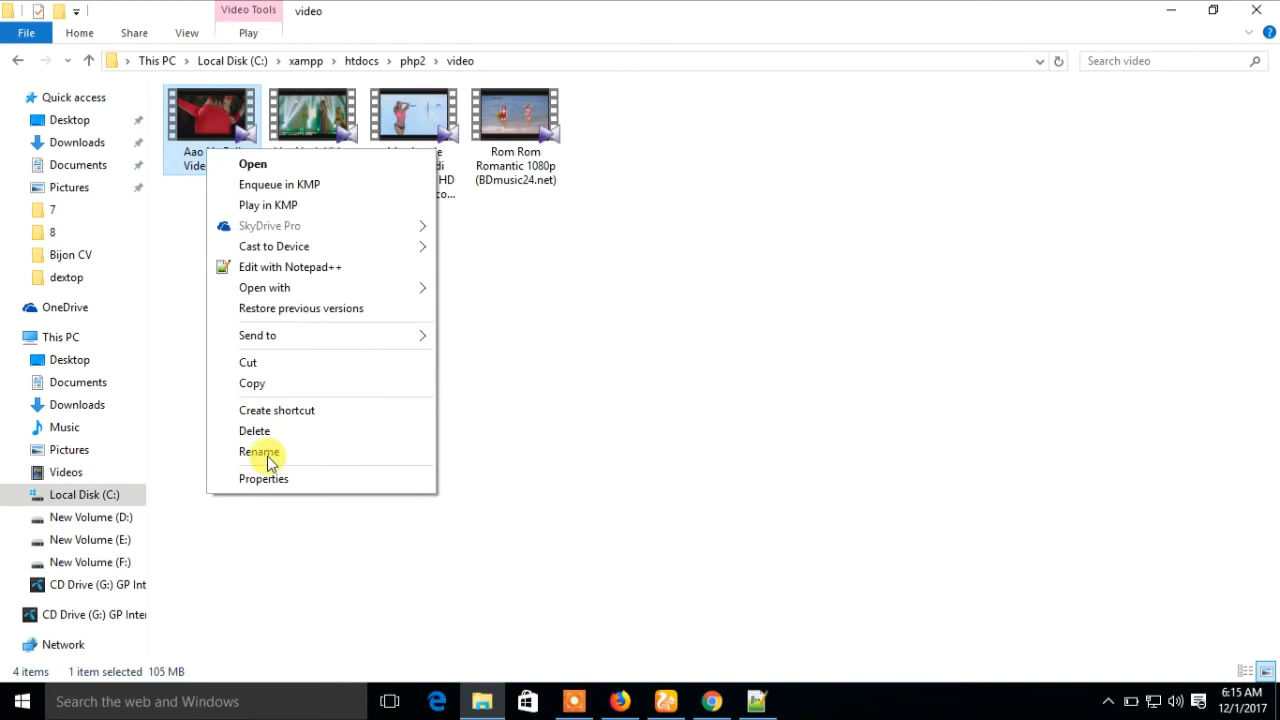 Video Tools
video
File
Home
Share
View
Play
This PC
Local Disk (C:)
xampp
htdocs
php2
video
Search video
Quick access
Desktop
Downloads
Documents
Pictures
7
8
Bijon CV
dextop
OneDrive
This PC
Desktop
Documents
Downloads
Music
Pictures
Videos
Local Disk (C:)
New Volume (D:)
New Volume (E:)
New Volume (F:)
CD Drive (G:) GP Int
CD Drive (G:) GP Inter
Network
Aao
Vide
di
HD
co...
Rom Rom
Romantic 1080p
(BDmusic24.net)
Open
Enqueue in KMP
Play in KMP
SkyDrive Pro
Cast to Device
Edit with Notepad++
Open with
Restore previous versions
Send to
Cut
Copy
Create shortcut
Delete
Rename
Properties
4 items
1 item selected 105 MB
Search the web and Windows
6:15 AM
12/1/2017